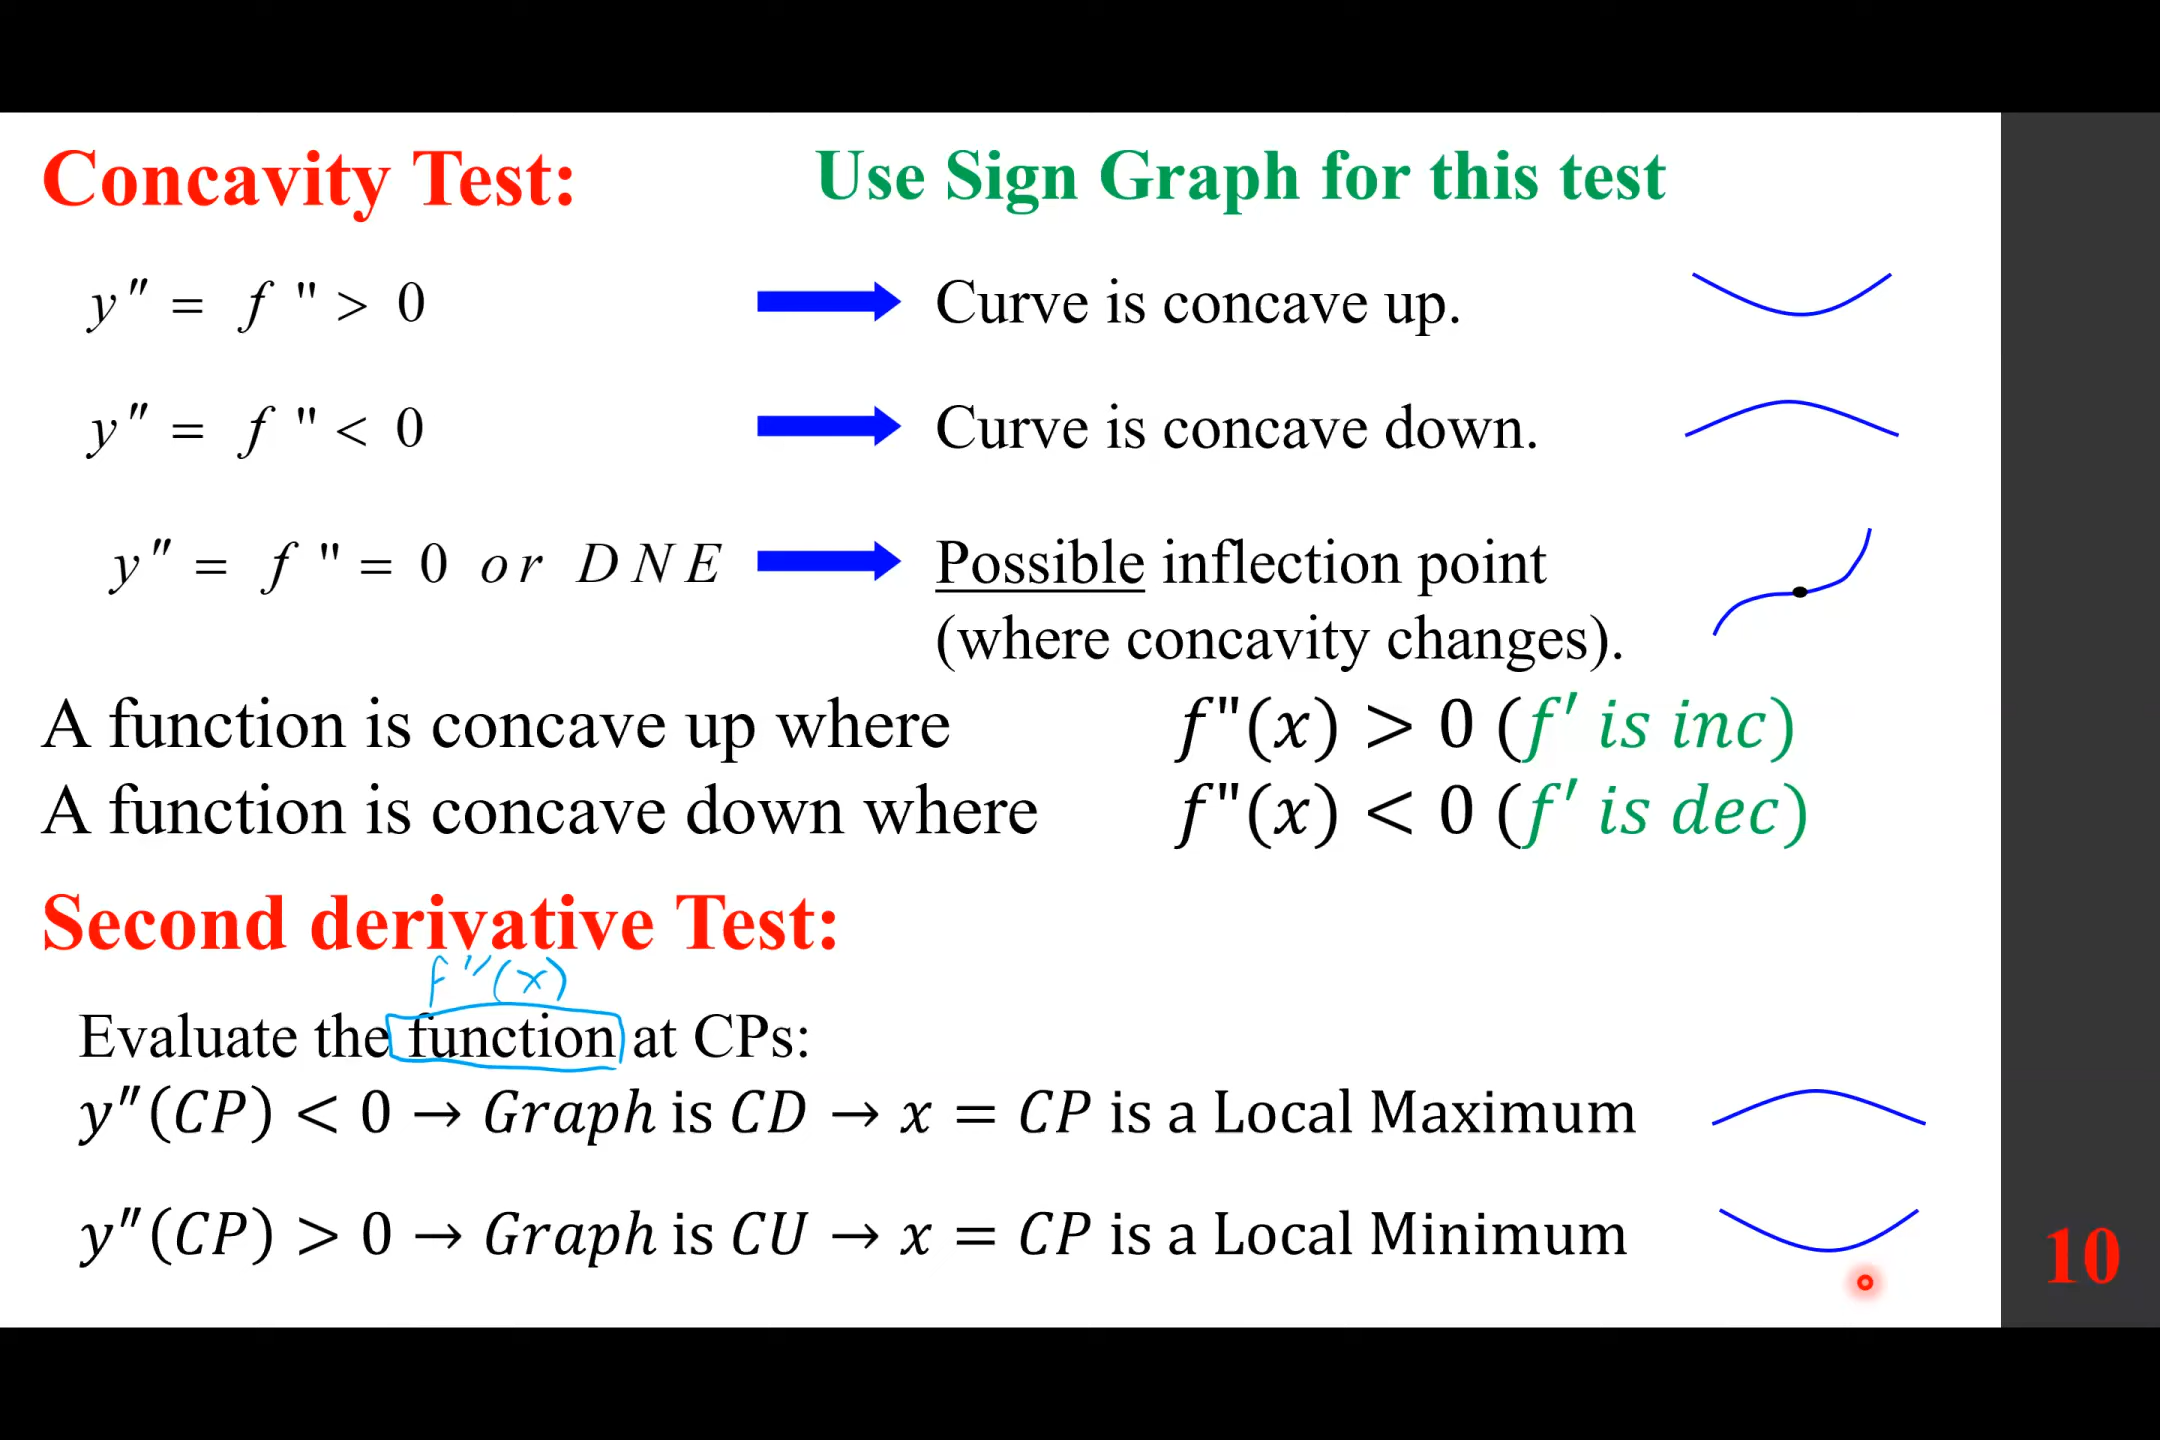 Concavity Test: Use Sign Graph for this test
y″ = f " > 0 Curve is concave up.
y″ = f " < 0 Curve is concave down.
y″ = f " = 0 or DNE Possible inflection point
(where concavity changes).
A function is concave up where f"(x) > 0 (f′ is inc)
A function is concave down where f"(x) < 0 (f′ is dec)
Second derivative Test:
f″(x)
Evaluate the function at CPs:
y″(CP) < 0 → Graph is CD → x = CP is a Local Maximum
y″(CP) > 0 → Graph is CU → x = CP is a Local Minimum
10